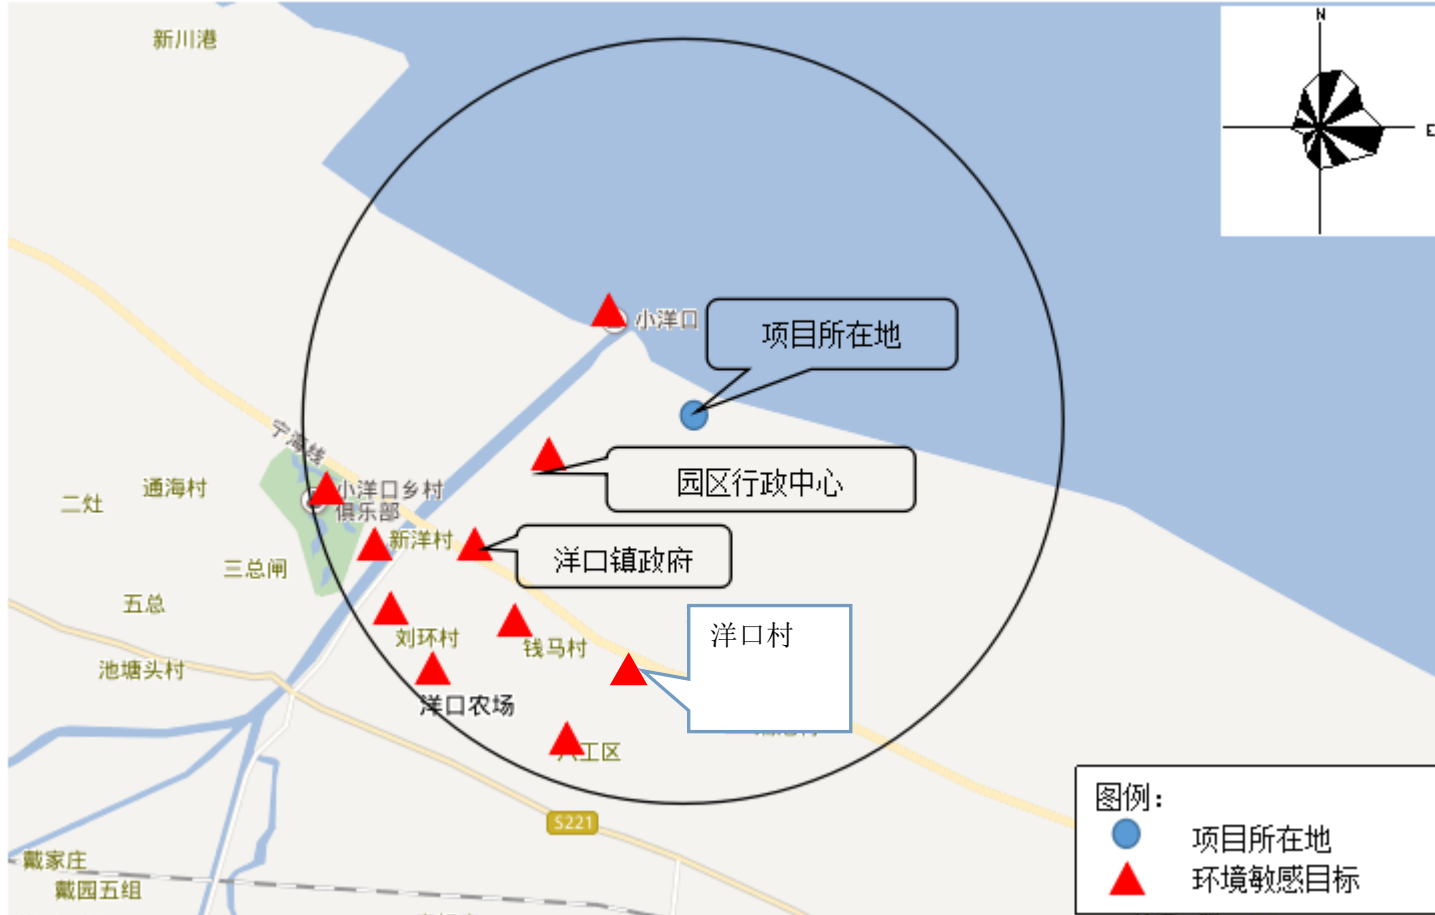 新川港
N
E
小洋口
项目所在地
宁海线
园区行政中心
通海村
二灶
小洋口乡村
俱乐部
新洋村
洋口镇政府
三总闸
五总
刘环村
钱马村
洋口村
池塘头村
洋口农场
工区
S221
图例：
项目所在地
环境敏感目标
戴家庄
戴园五组